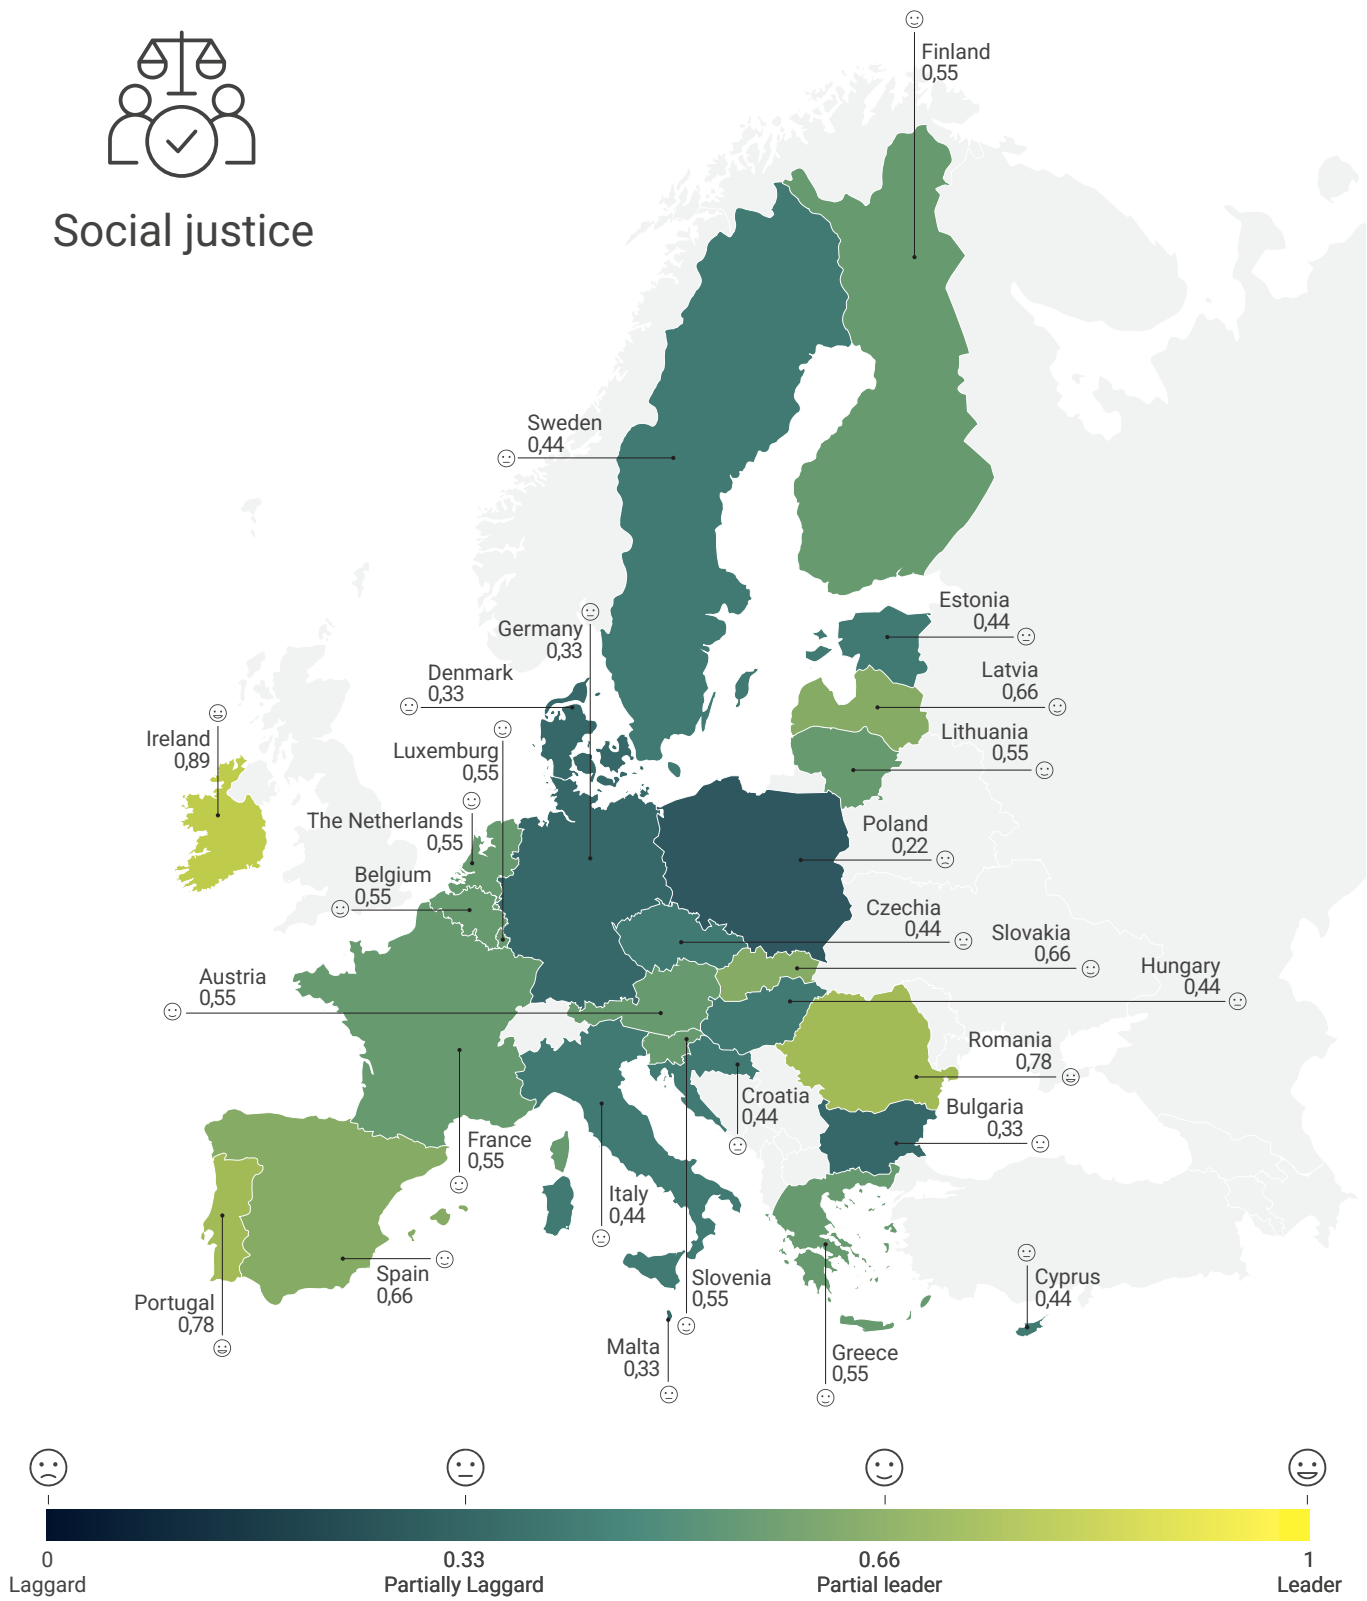 Social justice
Finland
0,55
Sweden
0,44
Estonia
0,44
Germany
0,33
Latvia
0,66
Denmark
0,33
Lithuania
0,55
Ireland
0,89
Luxemburg
0,55
The Netherlands
0,55
Poland
0,22
Belgium
0,55
Czechia
0,44
Slovakia
0,66
Hungary
0,44
Austria
0,55
Romania
0,78
Croatia
0,44
Bulgaria
0,33
France
0,55
Italy
0,44
Spain
0,66
Slovenia
0,55
Cyprus
0,44
Portugal
0,78
Malta
0,33
Greece
0,55
0
Laggard
0.33
Partially Laggard
0.66
Partial leader
1
Leader